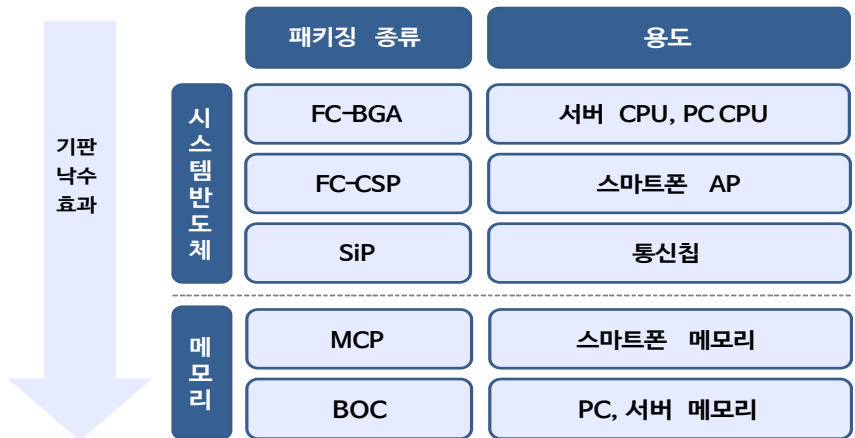 패키징 종류 용도
기판
낙수
효과
시스템반도체
FC-BGA 서버 CPU, PC CPU
FC-CSP 스마트폰 AP
SiP 통신칩
메모리
MCP 스마트폰 메모리
BOC PC, 서버 메모리